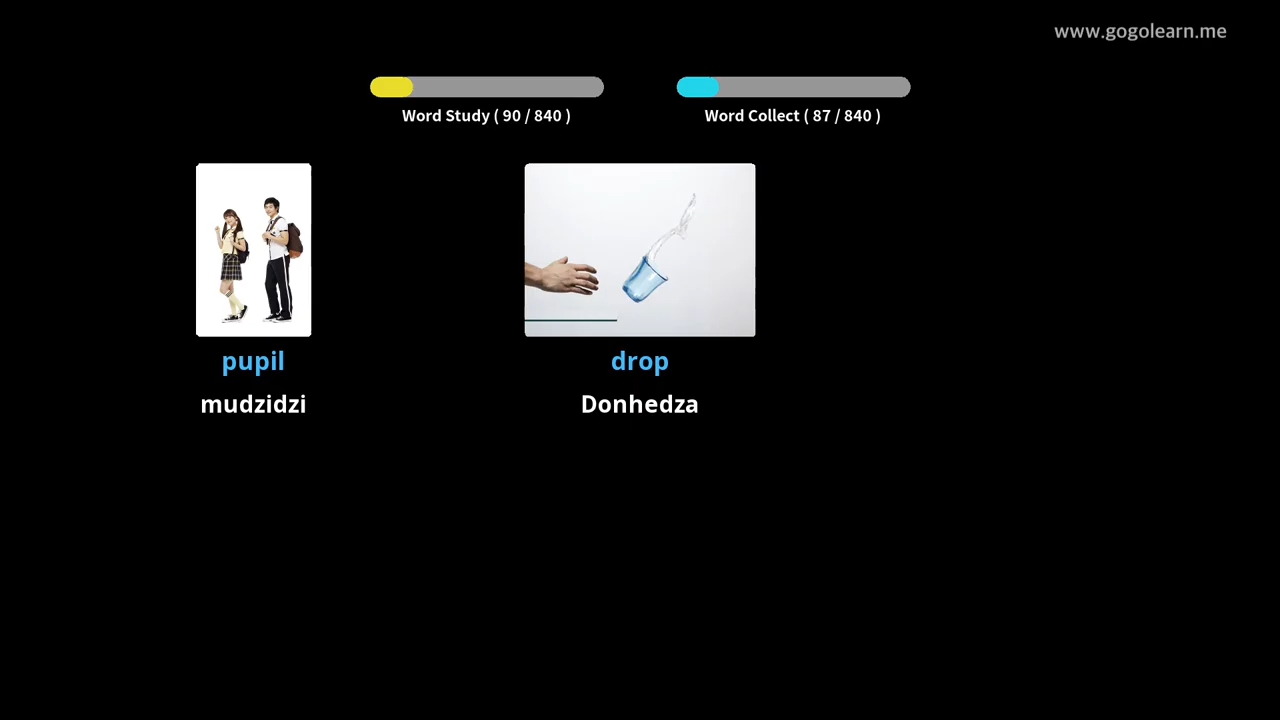 www.gogolearn.me
Word Study ( 90 / 840 )
Word Collect ( 87 / 840 )
pupil
mudzidzi
drop
Donhedza